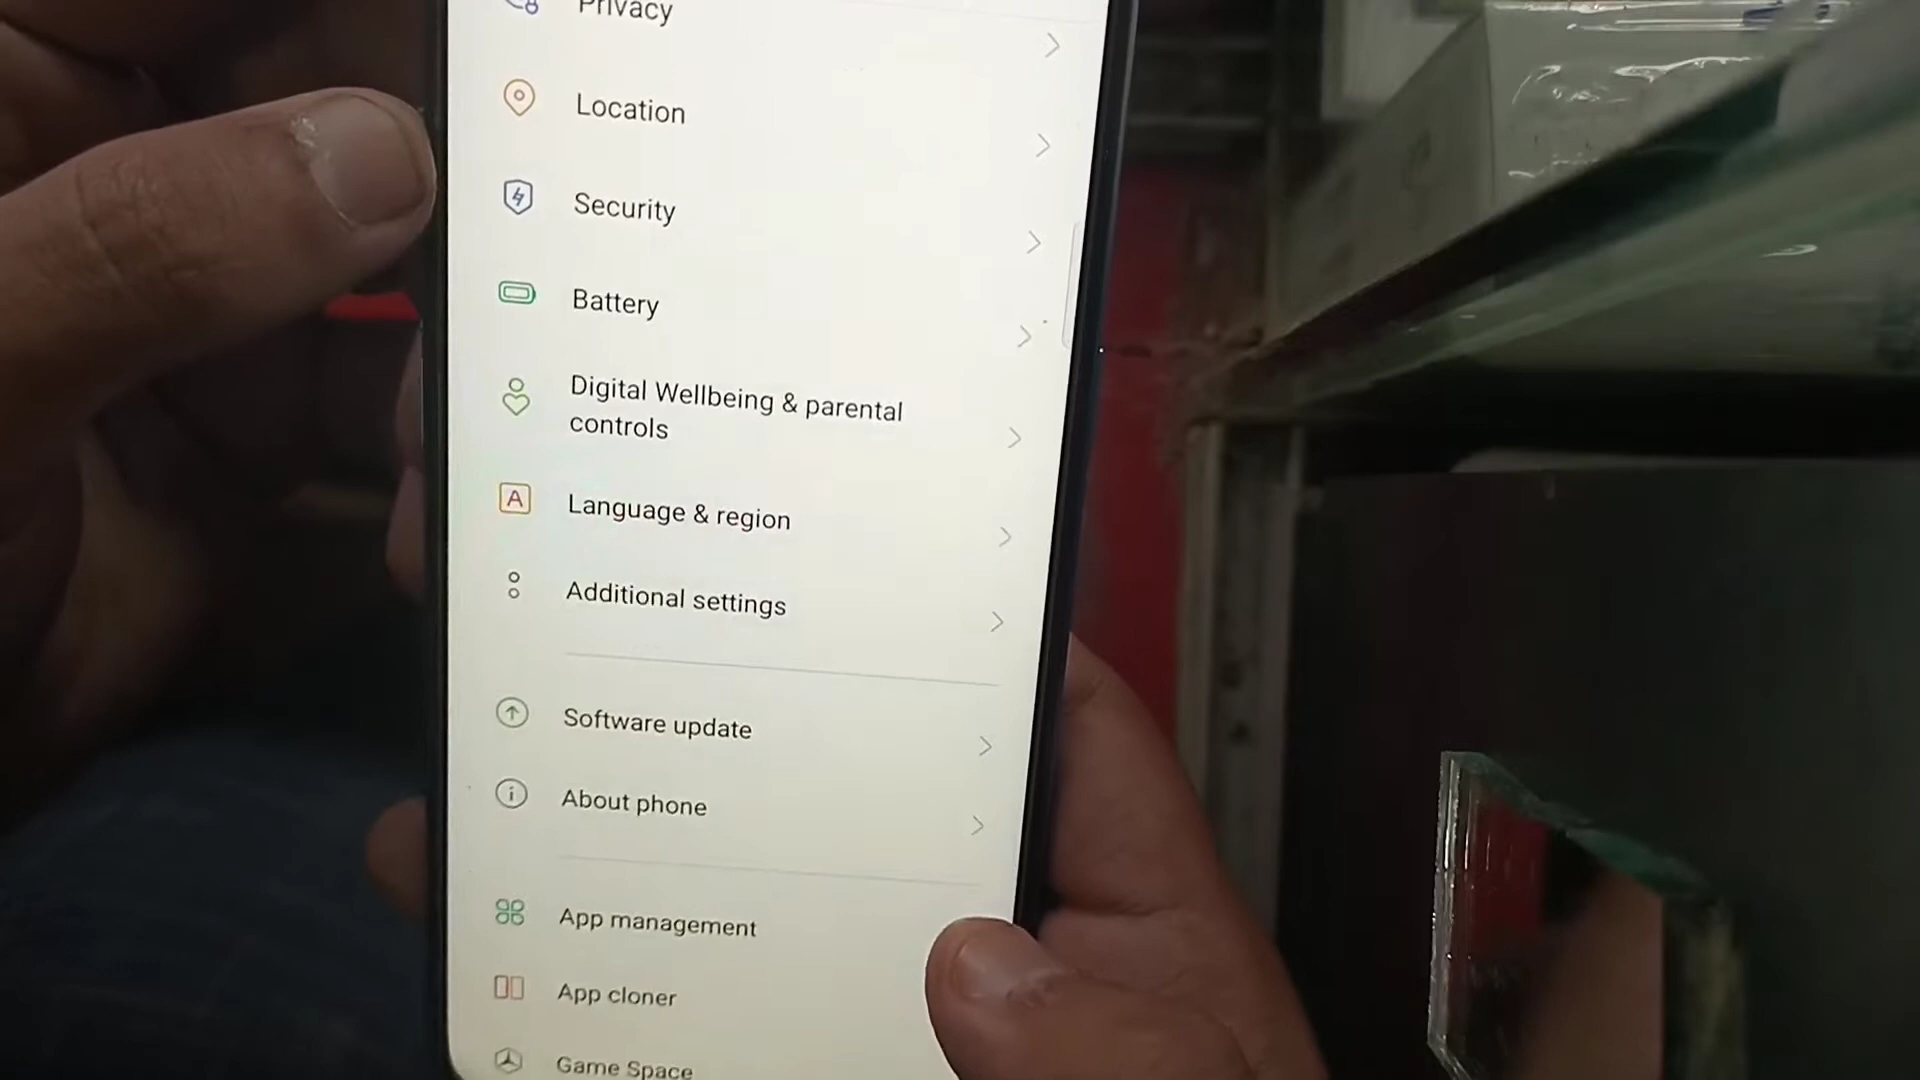 Privacy
Location
Security
Battery
Digital Wellbeing & parental
controls
A
Language & region
Additional settings
Software update
About phone
App management
App cloner
Game Space